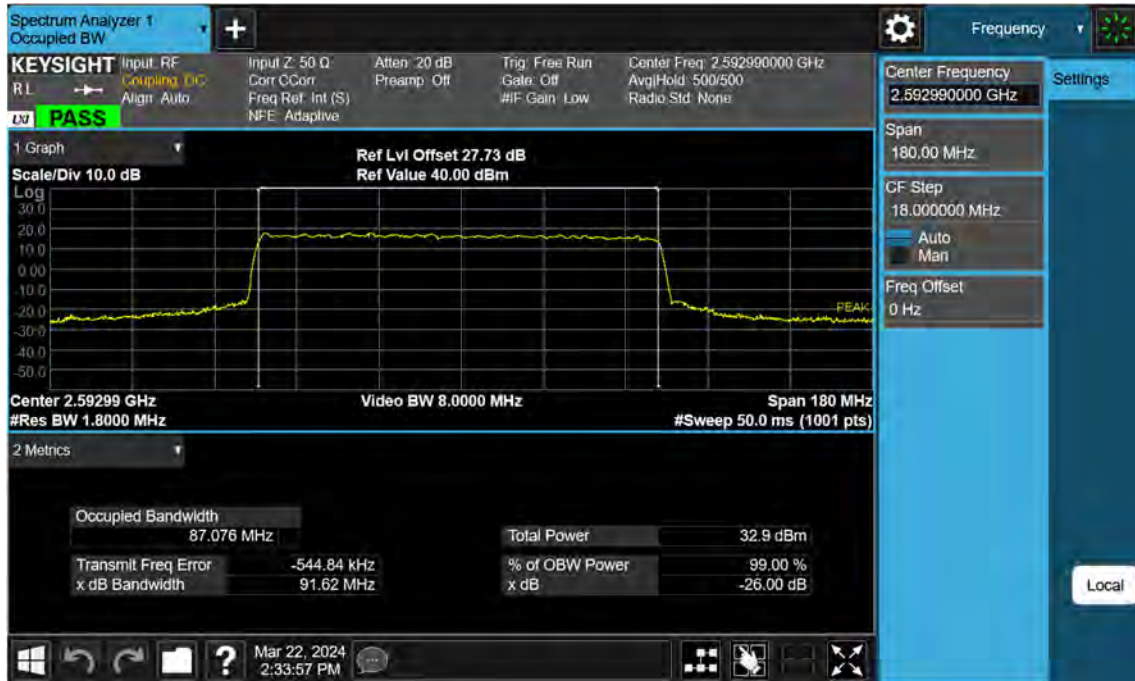 Spectrum Analyzer 1
Occupied BW
Frequency
KEYSIGHT
Input: RF
Coupling: DC
Align: Auto
Input Z: 50 Ω
Corr CCorr
Freq Ref: Int (S)
NFE: Adaptive
Atten: 20 dB
Preamp: Off
Trig: Free Run
Gate: Off
#IF Gain: Low
Center Freq: 2.592990000 GHz
Avg|Hold: 500/500
Radio Std: None
R L
LXI
PASS
Center Frequency
2.592990000 GHz
Settings
Span
180.00 MHz
CF Step
18.000000 MHz
Auto
Man
Freq Offset
0 Hz
Local
1 Graph
Scale/Div 10.0 dB
Ref Lvl Offset 27.73 dB
Ref Value 40.00 dBm
Log
30.0
20.0
10.0
0.00
-10.0
-20.0
-30.0
-40.0
-50.0
PEAK
Center 2.59299 GHz
Video BW 8.0000 MHz
Span 180 MHz
#Res BW 1.8000 MHz
#Sweep 50.0 ms (1001 pts)
2 Metrics
Occupied Bandwidth
87.076 MHz
Total Power 32.9 dBm
Transmit Freq Error -544.84 kHz
% of OBW Power 99.00 %
x dB Bandwidth 91.62 MHz
x dB -26.00 dB
Mar 22, 2024
2:33:57 PM